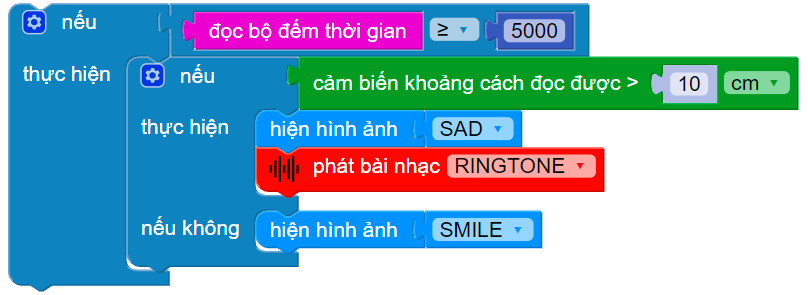 nếu đọc bộ đếm thời gian ≥ 5000
thực hiện nếu cảm biến khoảng cách đọc được > 10 cm
thực hiện hiện hình ảnh SAD
phát bài nhạc RINGTONE
nếu không hiện hình ảnh SMILE